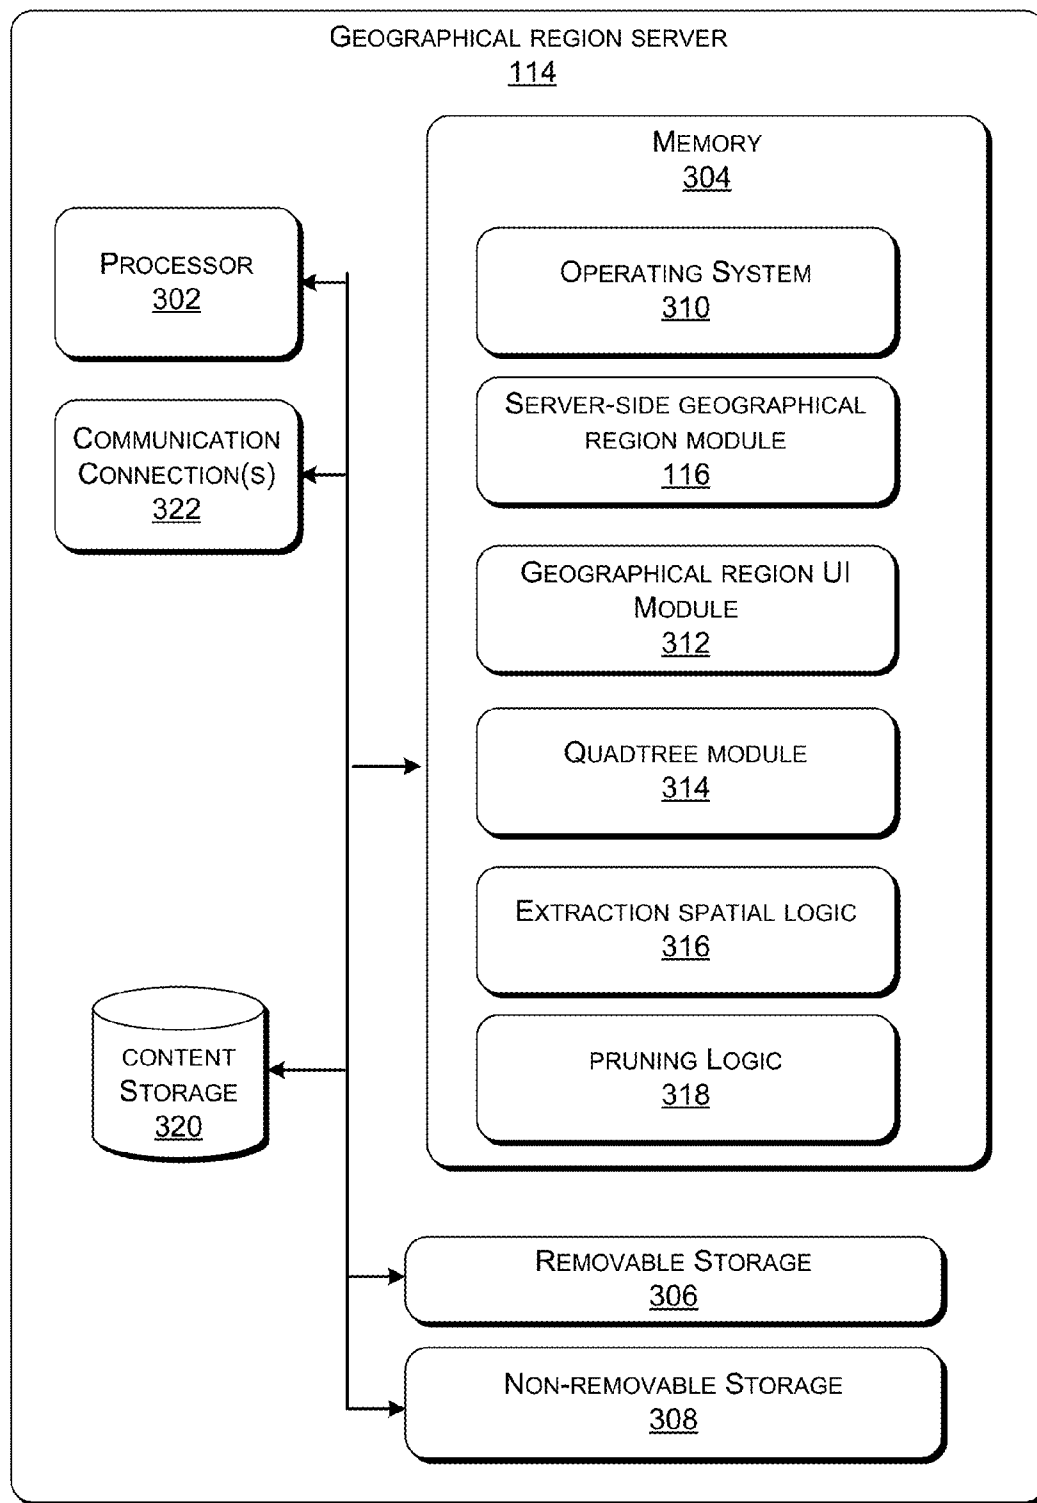 GEOGRAPHICAL REGION SERVER
114
MEMORY
304
PROCESSOR
302
COMMUNICATION
CONNECTION(S)
322
OPERATING SYSTEM
310
SERVER-SIDE GEOGRAPHICAL
REGION MODULE
116
GEOGRAPHICAL REGION UI
MODULE
312
QUADTREE MODULE
314
EXTRACTION SPATIAL LOGIC
316
PRUNING LOGIC
318
CONTENT
STORAGE
320
REMOVABLE STORAGE
306
NON-REMOVABLE STORAGE
308